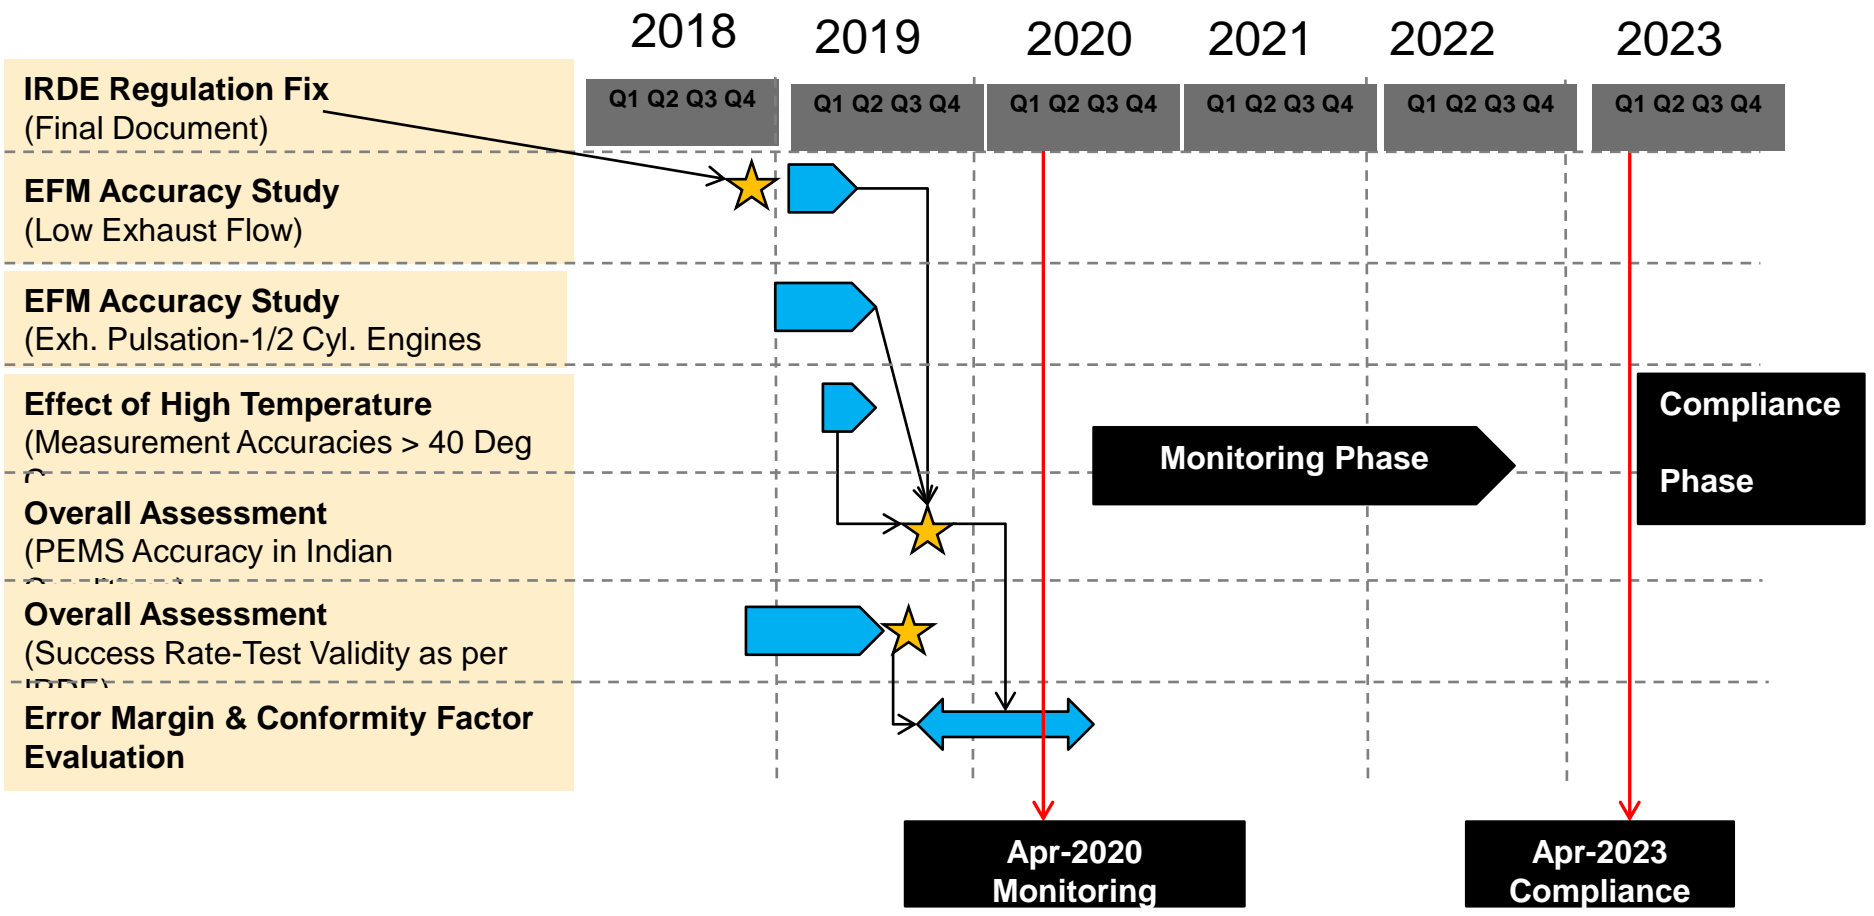 2018 2019 2020 2021 2022 2023
Q1 Q2 Q3 Q4 Q1 Q2 Q3 Q4 Q1 Q2 Q3 Q4 Q1 Q2 Q3 Q4 Q1 Q2 Q3 Q4 Q1 Q2 Q3 Q4
IRDE Regulation Fix
(Final Document)
EFM Accuracy Study
(Low Exhaust Flow)
EFM Accuracy Study
(Exh. Pulsation-1/2 Cyl. Engines
Effect of High Temperature
(Measurement Accuracies > 40 Deg
Overall Assessment
(PEMS Accuracy in Indian
Overall Assessment
(Success Rate-Test Validity as per
IRDE)
Error Margin & Conformity Factor
Evaluation
Monitoring Phase
Compliance
Phase
Apr-2020
Monitoring
Apr-2023
Compliance